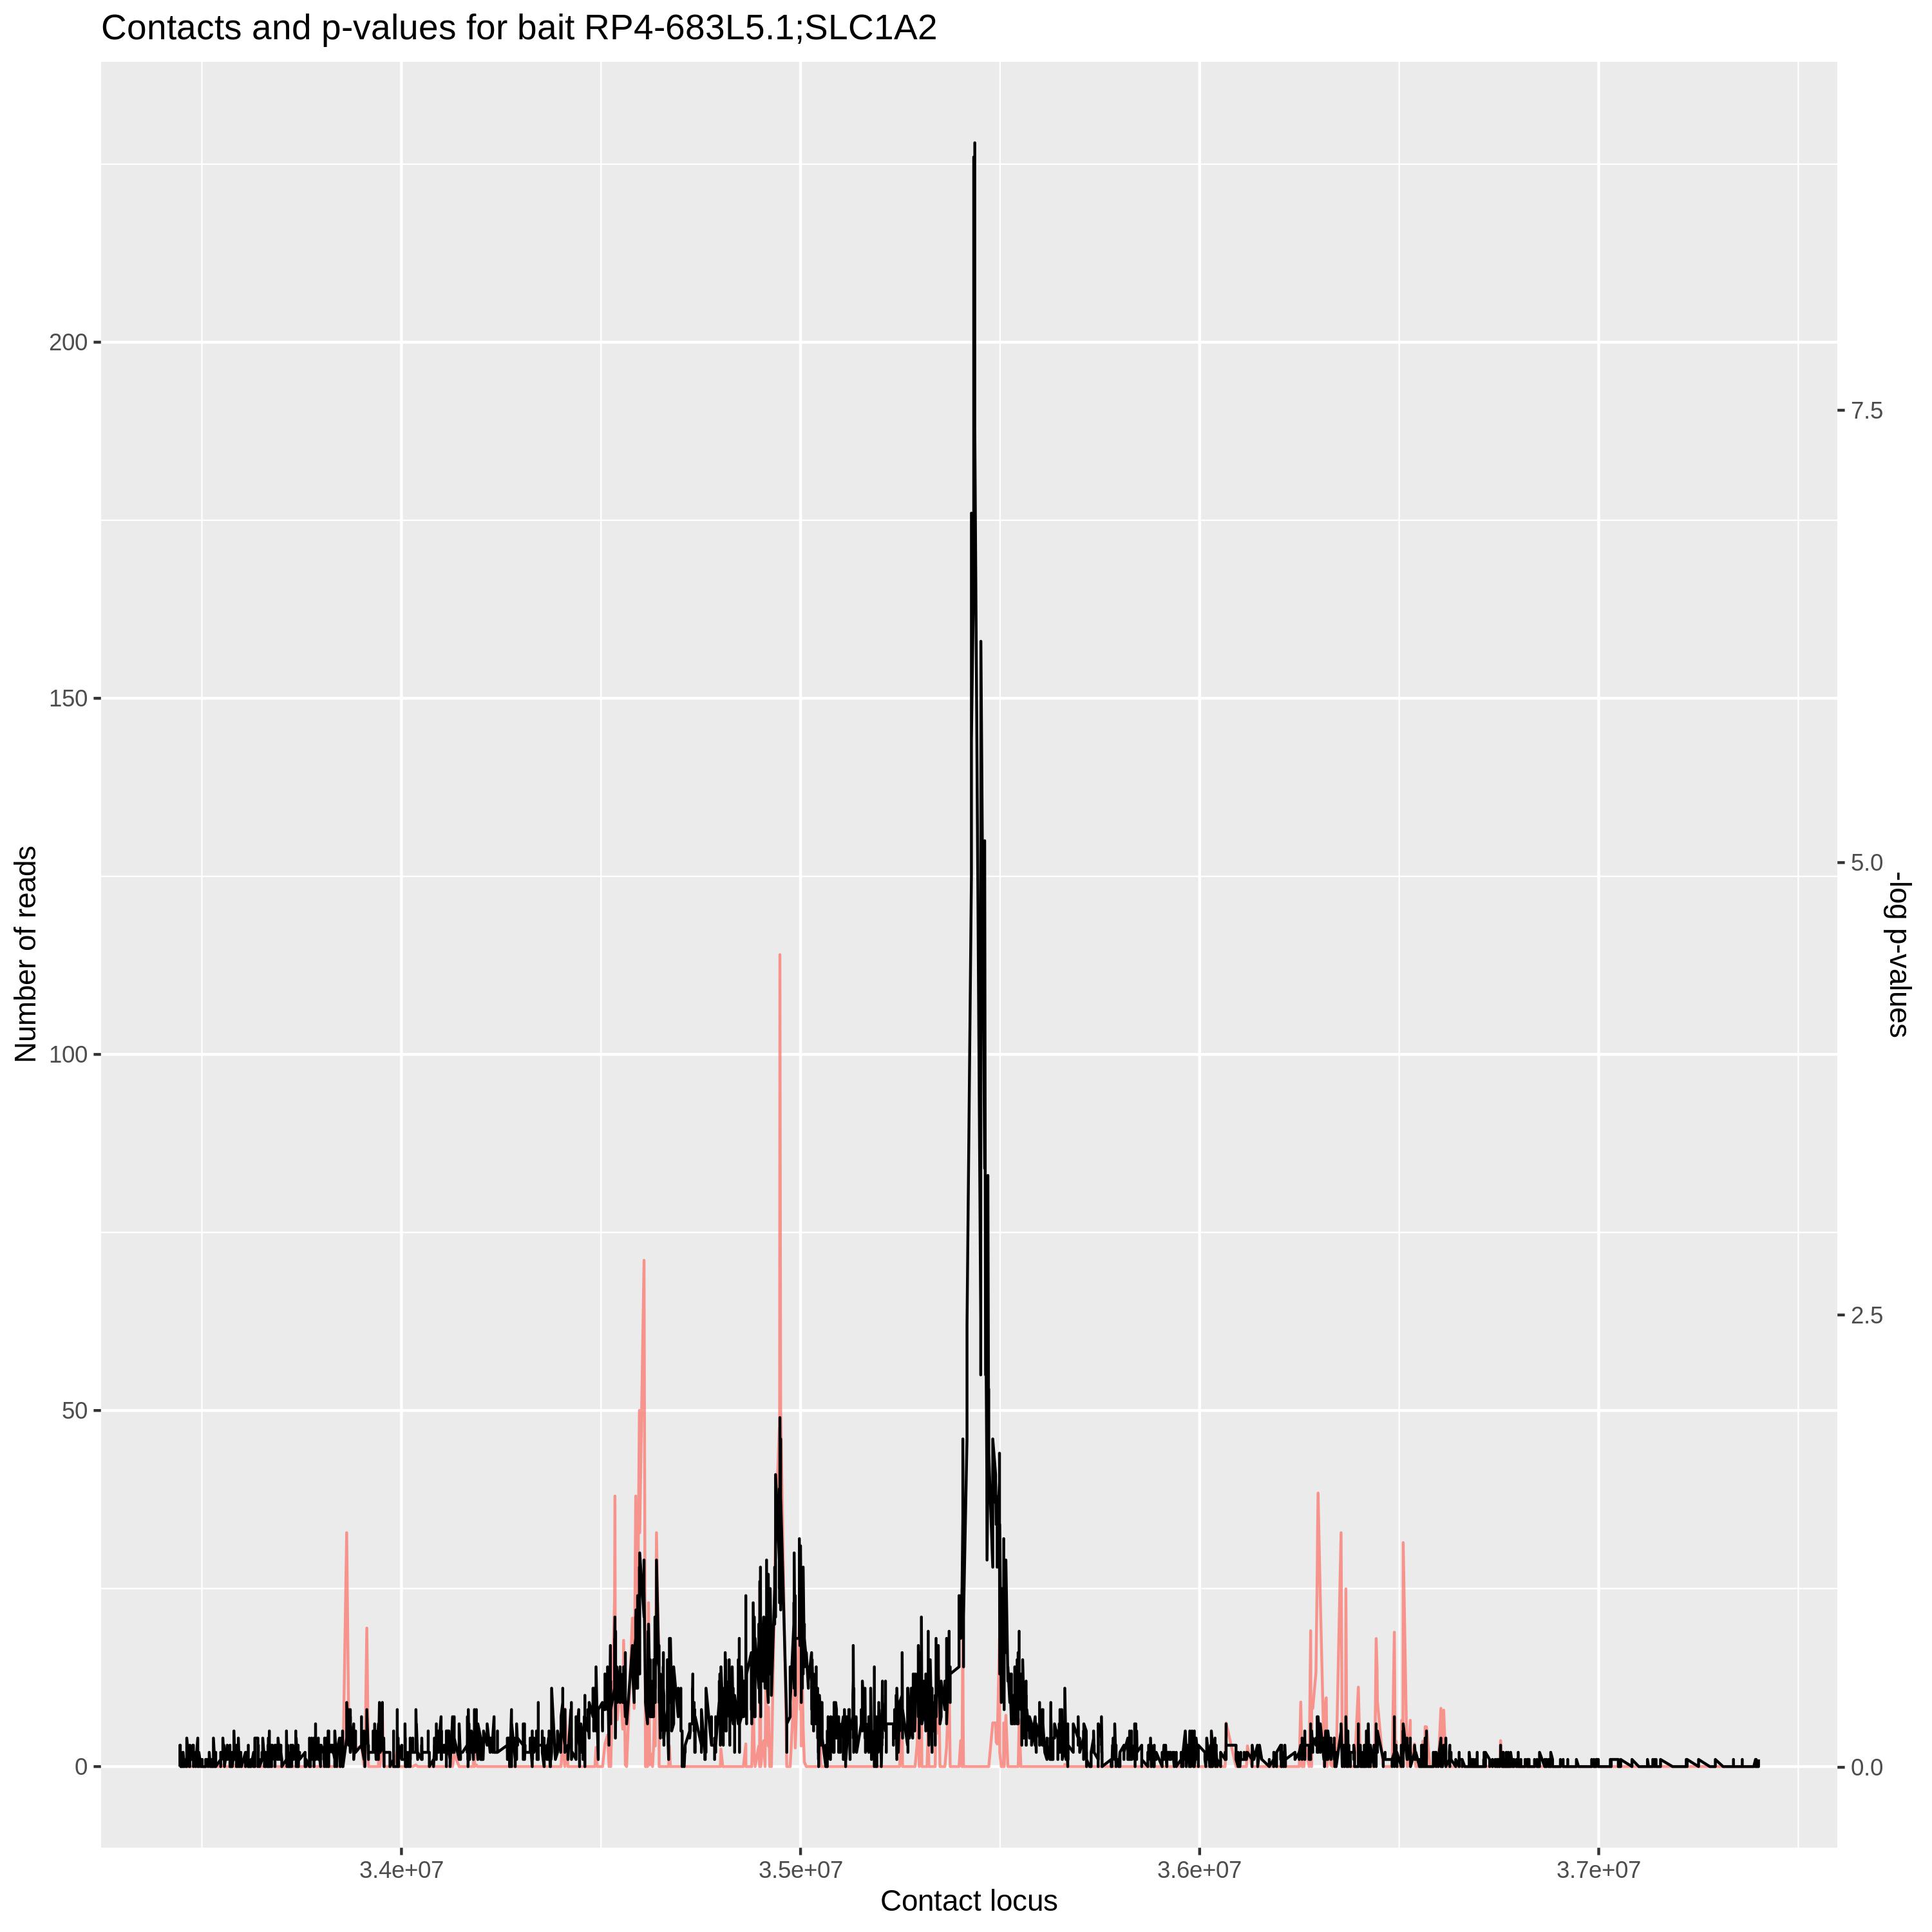 Contacts and p-values for bait RP4-683L5.1;SLC1A2
Number of reads
200
150
100
50
0
7.5
5.0
2.5
0.0
-log p-values
3.4e+07
3.5e+07
3.6e+07
3.7e+07
Contact locus